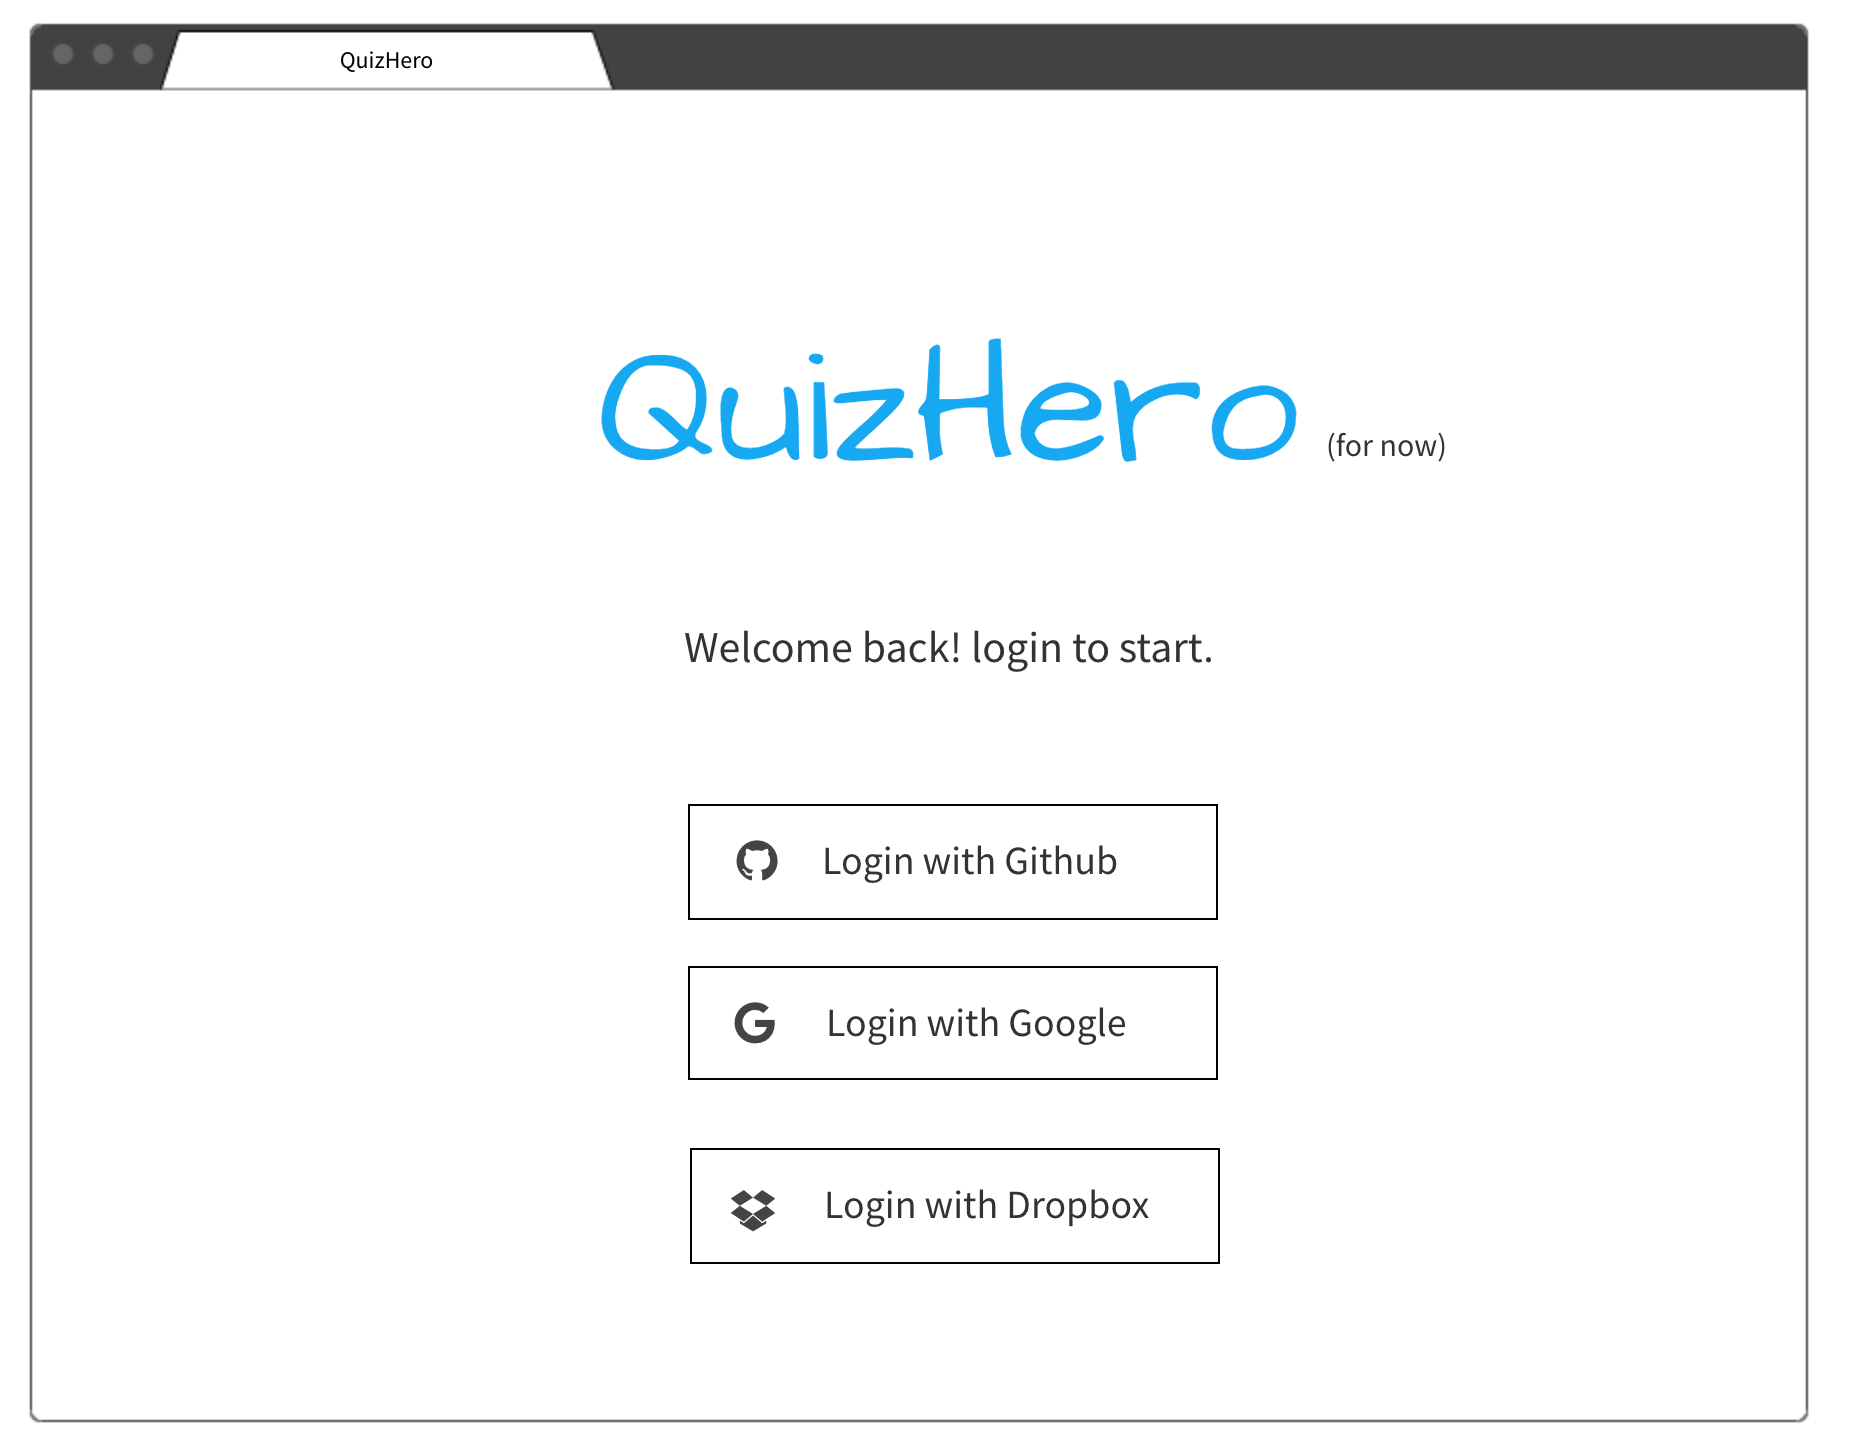 QuizHero
QuizHero (for now)
Welcome back! login to start.
Login with Github
Login with Google
Login with Dropbox